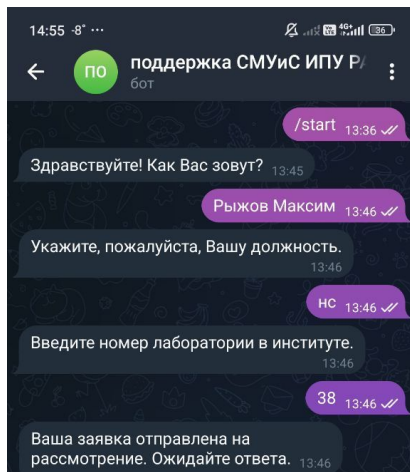 14:55 -8° ...
4G+ 36
ПО
поддержка СМУиС ИПУ
бот
/start 13:36
Здравствуйте! Как Вас зовут? 13:45
Рыжов Максим 13:46
Укажите, пожалуйста, Вашу должность.
13:46
нс 13:46
Введите номер лаборатории в институте.
13:46
38 13:46
Ваша заявка отправлена на
рассмотрение. Ожидайте ответа. 13:46